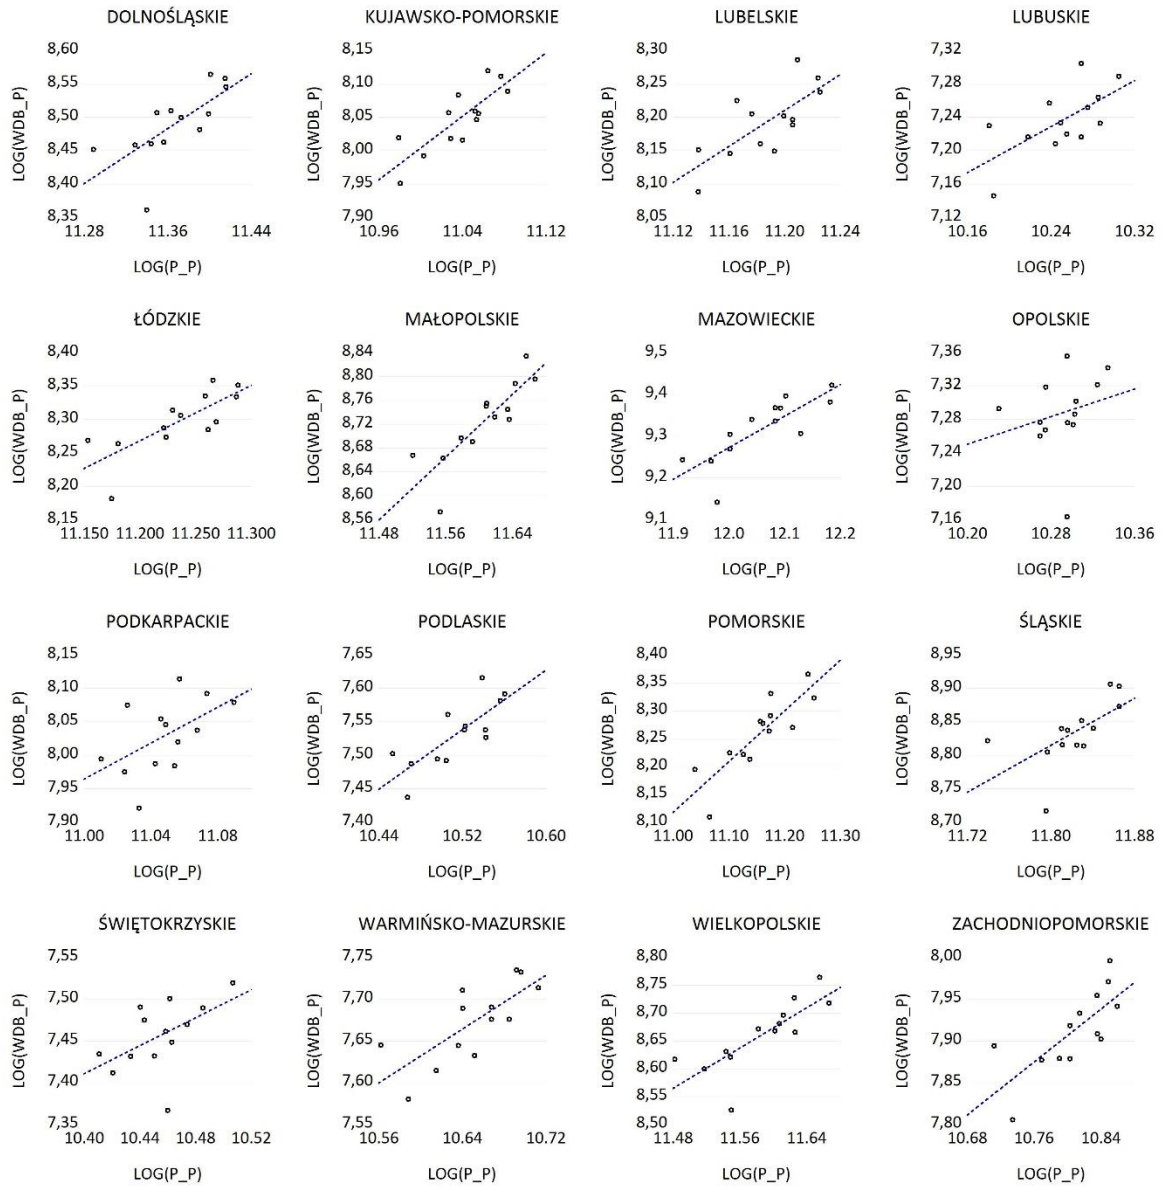 DOLNOŚLĄSKIE KUJAWSKO-POMORSKIE LUBELSKIE LUBUSKIE
8,60 8,15 8,30 7,32
8,55 8,10 8,25 7,28
8,50 8,05 8,20 7,24
8,45 8,00 8,15 7,20
8,40 7,95 8,10 7,16
8,35 7,90 8,05 7,12
LOG(WDB_P) LOG(WDB_P) LOG(WDB_P) LOG(WDB_P)
11.28 11.36 11.44 10.96 11.04 11.12 11.12 11.16 11.20 11.24 10.16 10.24 10.32
LOG(P_P) LOG(P_P) LOG(P_P) LOG(P_P)
ŁÓDZKIE MAŁOPOLSKIE MAZOWIECKIE OPOLSKIE
8,40 8,84 9,5 7,36
8,35 8,80 9,4 7,32
8,30 8,76 9,3 7,28
8,25 8,72 9,2 7,24
8,20 8,68 9,1 7,20
8,15 8,64 7,16
8,60
8,56
LOG(WDB_P) LOG(WDB_P) LOG(WDB_P) LOG(WDB_P)
11.150 11.200 11.250 11.300 11.48 11.56 11.64 11.9 12.0 12.1 12.2 10.20 10.28 10.36
LOG(P_P) LOG(P_P) LOG(P_P) LOG(P_P)
PODKARPACKIE PODLASKIE POMORSKIE ŚLĄSKIE
8,15 7,65 8,40 8,95
8,10 7,60 8,35 8,90
8,05 7,55 8,30 8,85
8,00 7,50 8,25 8,80
7,95 7,45 8,20 8,75
7,90 7,40 8,15 8,70
8,10
LOG(WDB_P) LOG(WDB_P) LOG(WDB_P) LOG(WDB_P)
11.00 11.04 11.08 10.44 10.52 10.60 11.00 11.10 11.20 11.30 11.72 11.80 11.88
LOG(P_P) LOG(P_P) LOG(P_P) LOG(P_P)
ŚWIĘTOKRZYSKIE WARMIŃSKO-MAZURSKIE WIELKOPOLSKIE ZACHODNIOPOMORSKIE
7,55 7,75 8,80 8,00
7,50 7,70 8,75 7,95
7,45 7,65 8,70 7,90
7,40 7,60 8,65 7,85
7,35 7,55 8,60 7,80
8,55
8,50
LOG(WDB_P) LOG(WDB_P) LOG(WDB_P) LOG(WDB_P)
10.40 10.44 10.48 10.52 10.56 10.64 10.72 11.48 11.56 11.64 10.68 10.76 10.84
LOG(P_P) LOG(P_P) LOG(P_P) LOG(P_P)